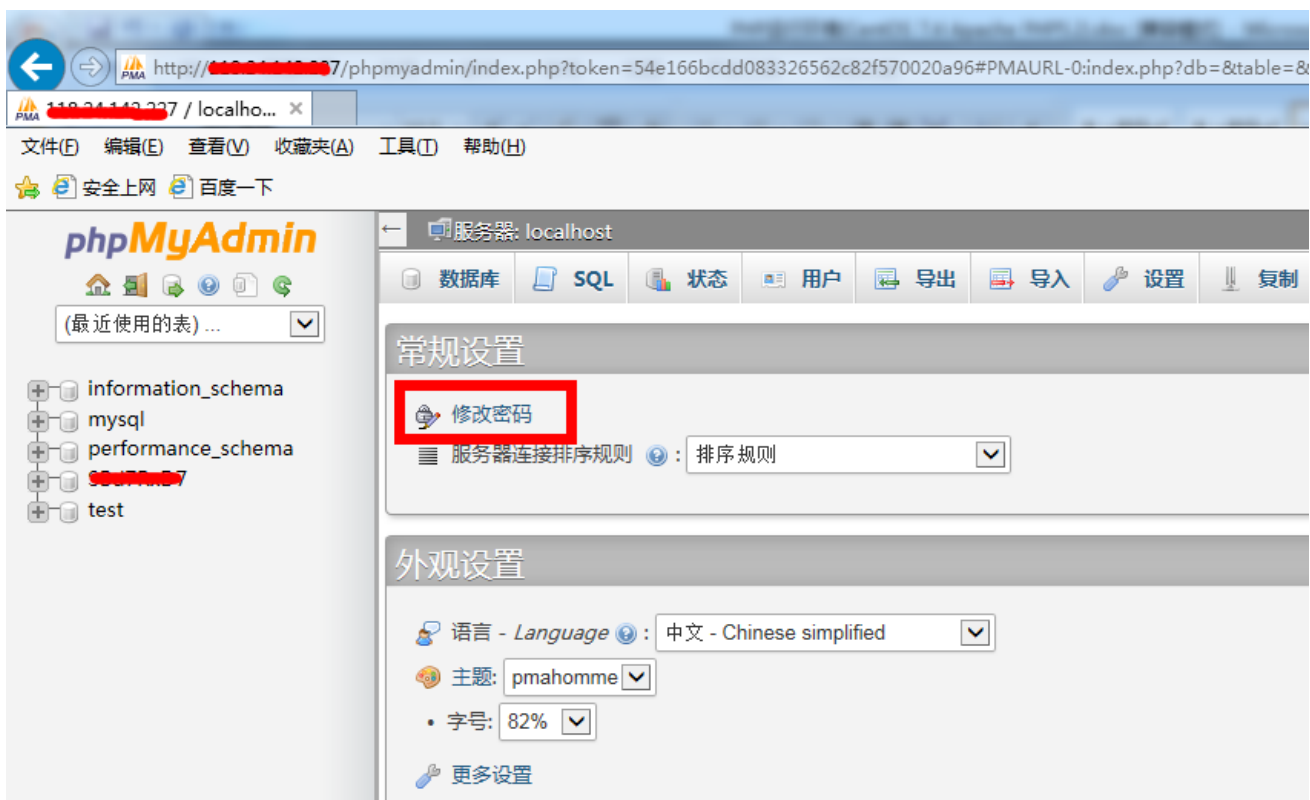 http://7/phpmyadmin/index.php?token=54e166bcdd083326562c82f570020a96#PMAURL-0:index.php?db=&table=&
7 / localho...
文件(F) 编辑(E) 查看(V) 收藏夹(A) 工具(T) 帮助(H)
安全上网 百度一下
phpMyAdmin
(最近使用的表) ...
information_schema
mysql
performance_schema
test
服务器: localhost
数据库 SQL 状态 用户 导出 导入 设置 复制
常规设置
修改密码
服务器连接排序规则 : 排序规则
外观设置
语言 - Language : 中文 - Chinese simplified
主题: pmahomme
• 字号: 82%
更多设置